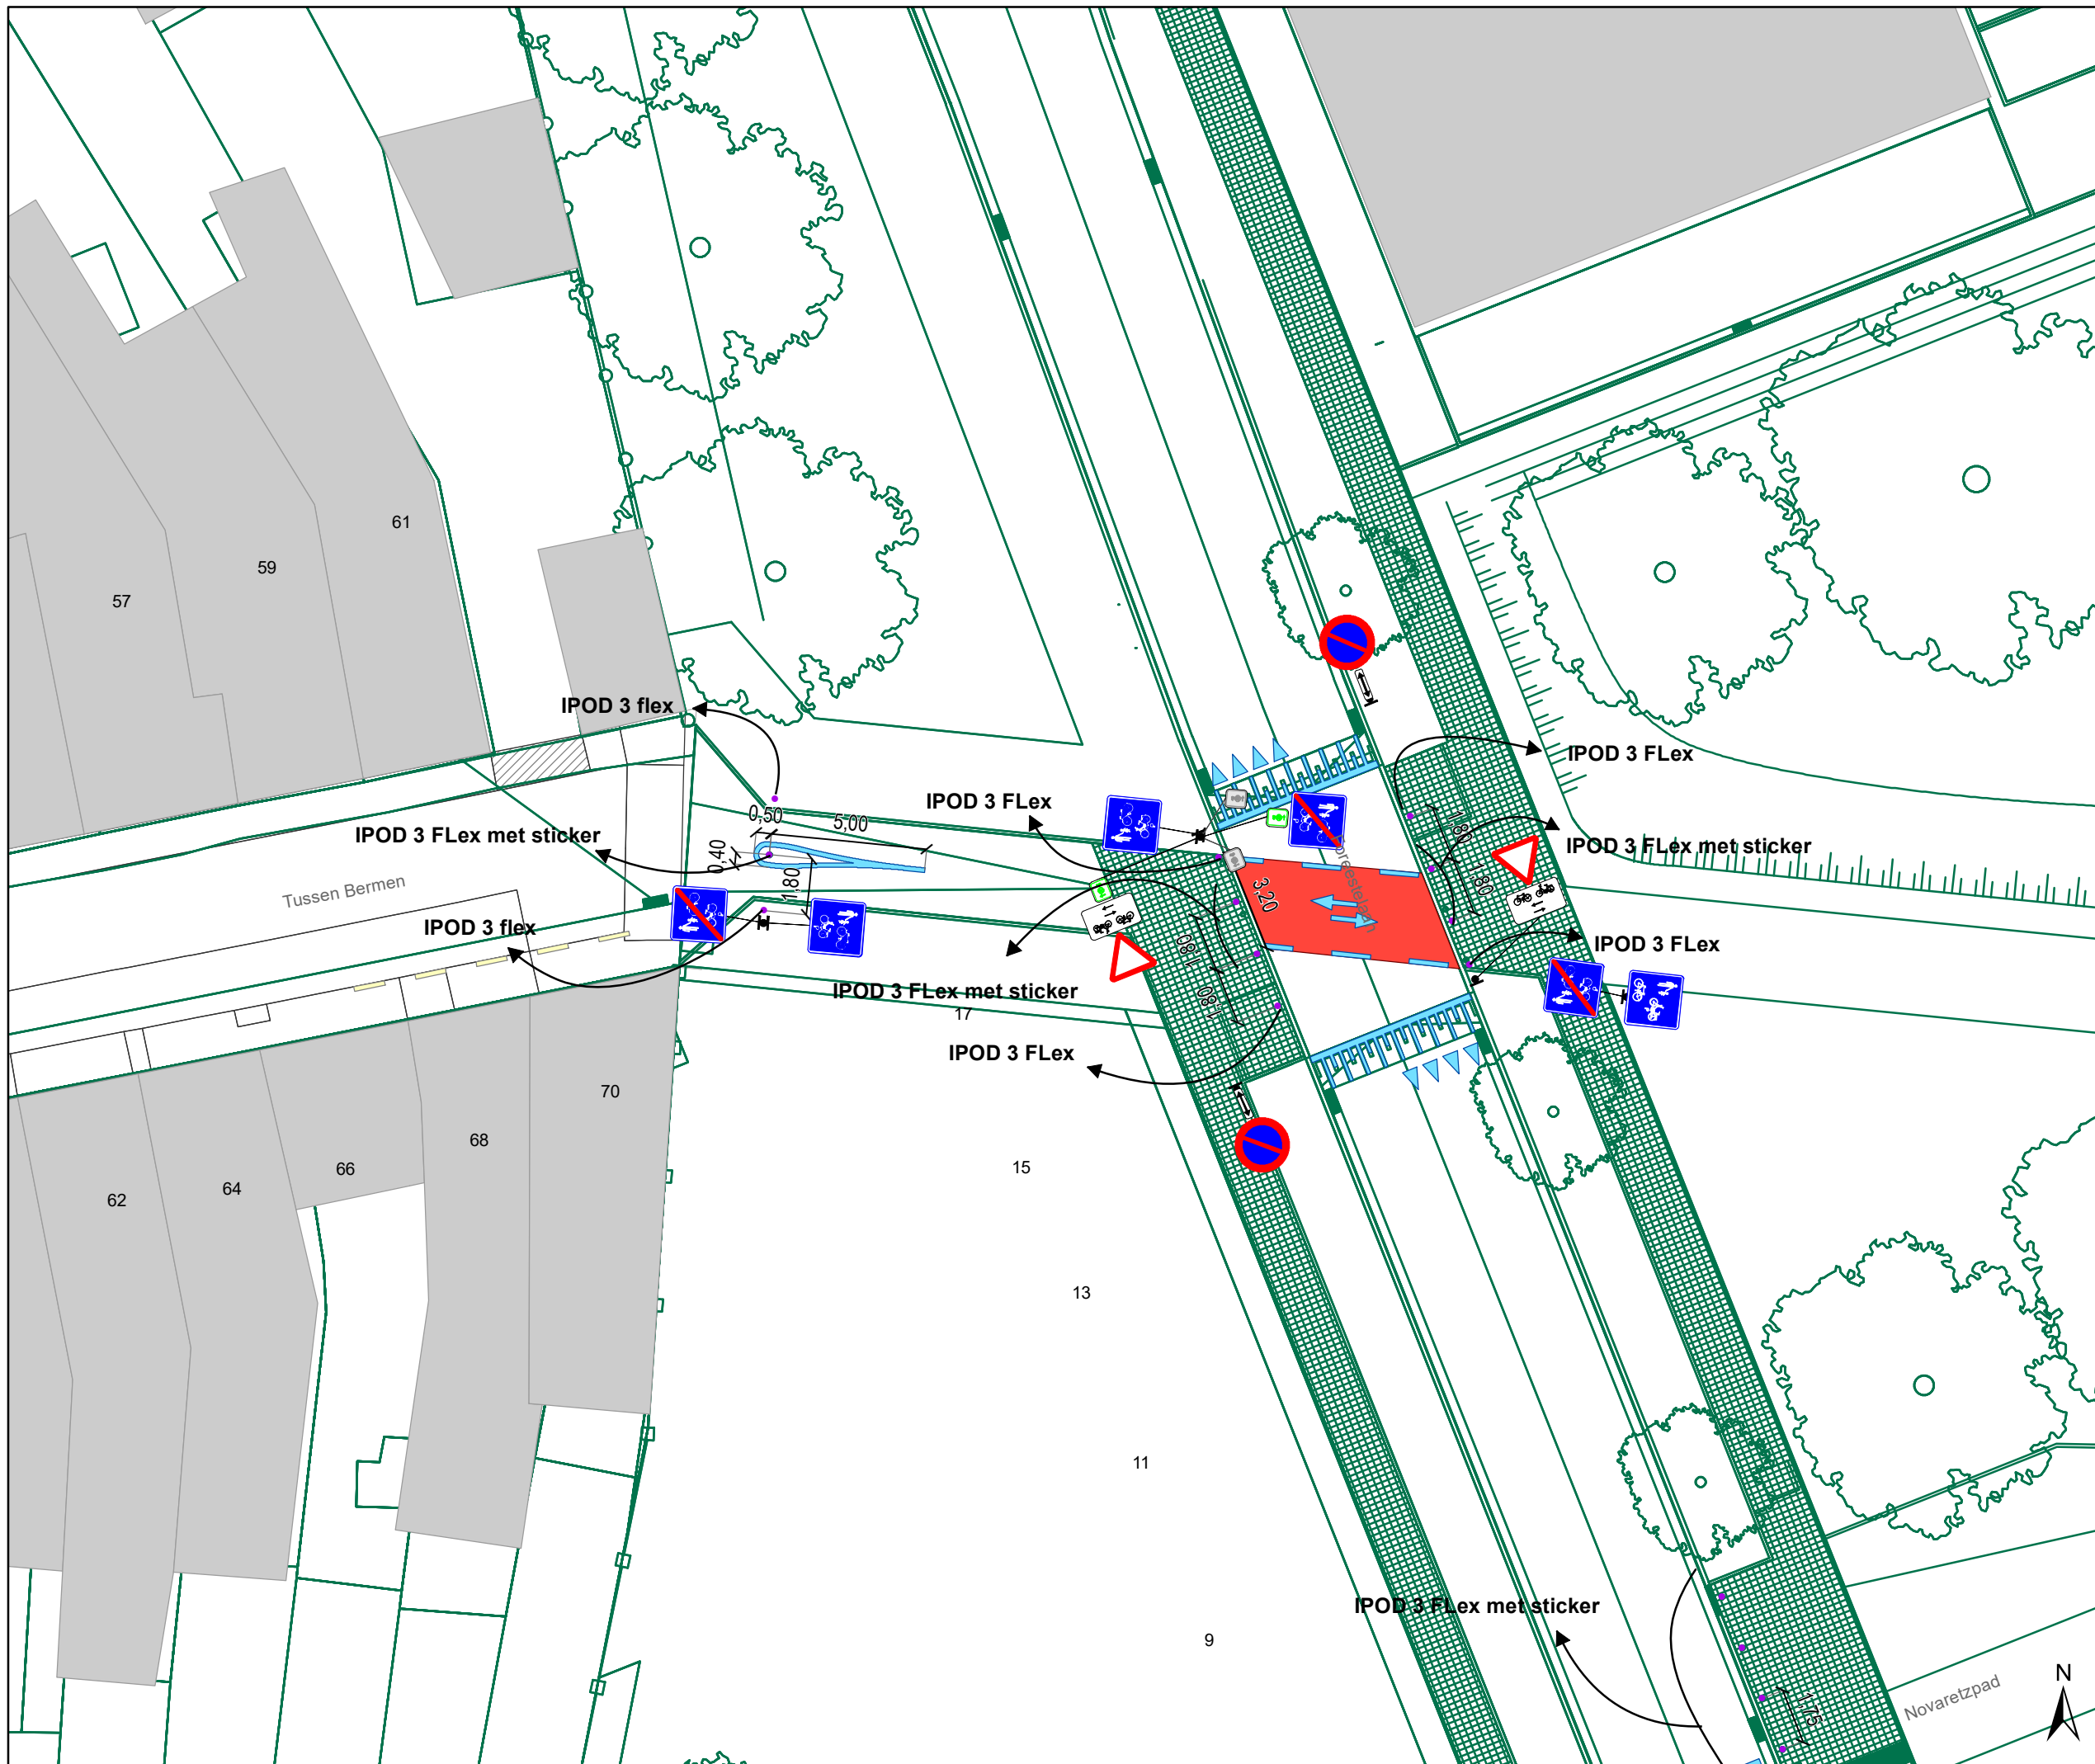 61
59
57
IPOD 3 flex
IPOD 3 FLex
IPOD 3 FLex
0,50
5,00
IPOD 3 FLex met sticker
0,40
1,80
1,80
1,80
IPOD 3 FLex met sticker
Tussen Bermen
3,20
IPOD 3 flex
IPOD 3 FLex
1,80
1,80
IPOD 3 FLex met sticker
17
IPOD 3 FLex
70
68
66
64
62
15
13
11
9
IPOD 3 FLex met sticker
1,75
Novaretzpad
N